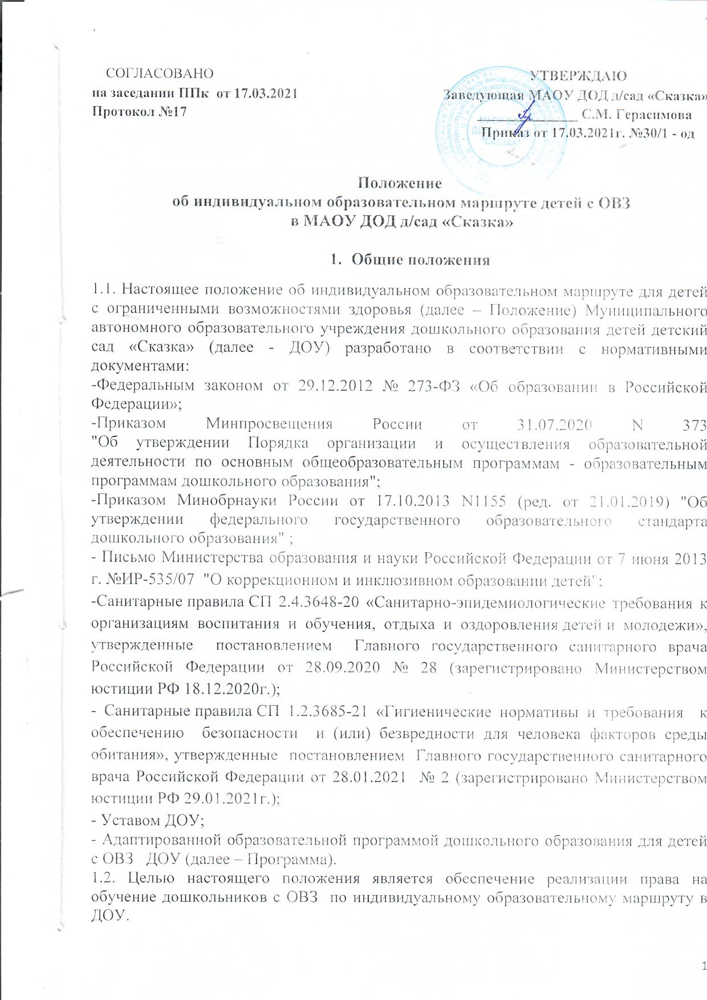 СОГЛАСОВАНО
на заседании ППк от 17.03.2021
Протокол №17
УТВЕРЖДАЮ
Заведующая МАОУ ДОД д/сад «Сказка»
____________ С.М. Герасимова
Приказ от 17.03.2021г. №30/1 - од
МАОУ ДОД
"СКАЗКА"
Положение
об индивидуальном образовательном маршруте детей с ОВЗ
в МАОУ ДОД д/сад «Сказка»
1. Общие положения
1.1. Настоящее положение об индивидуальном образовательном маршруте для детей
с ограниченными возможностями здоровья (далее – Положение) Муниципального
автономного образовательного учреждения дошкольного образования детей детский
сад «Сказка» (далее - ДОУ) разработано в соответствии с нормативными
документами:
-Федеральным законом от 29.12.2012 № 273-ФЗ «Об образовании в Российской
Федерации»;
-Приказом Минпросвещения России от 31.07.2020 N 373
"Об утверждении Порядка организации и осуществления образовательной
деятельности по основным общеобразовательным программам - образовательным
программам дошкольного образования";
-Приказом Минобрнауки России от 17.10.2013 N1155 (ред. от 21.01.2019) "Об
утверждении федерального государственного образовательного стандарта
дошкольного образования" ;
- Письмо Министерства образования и науки Российской Федерации от 7 июня 2013
г. №ИР-535/07 "О коррекционном и инклюзивном образовании детей";
-Санитарные правила СП 2.4.3648-20 «Санитарно-эпидемиологические требования к
организациям воспитания и обучения, отдыха и оздоровления детей и молодежи»,
утвержденные постановлением Главного государственного санитарного врача
Российской Федерации от 28.09.2020 № 28 (зарегистрировано Министерством
юстиции РФ 18.12.2020г.);
- Санитарные правила СП 1.2.3685-21 «Гигиенические нормативы и требования к
обеспечению безопасности и (или) безвредности для человека факторов среды
обитания», утвержденные постановлением Главного государственного санитарного
врача Российской Федерации от 28.01.2021 № 2 (зарегистрировано Министерством
юстиции РФ 29.01.2021г.);
- Уставом ДОУ;
- Адаптированной образовательной программой дошкольного образования для детей
с ОВЗ ДОУ (далее – Программа).
1.2. Целью настоящего положения является обеспечение реализации права на
обучение дошкольников с ОВЗ по индивидуальному образовательному маршруту в
ДОУ.
1